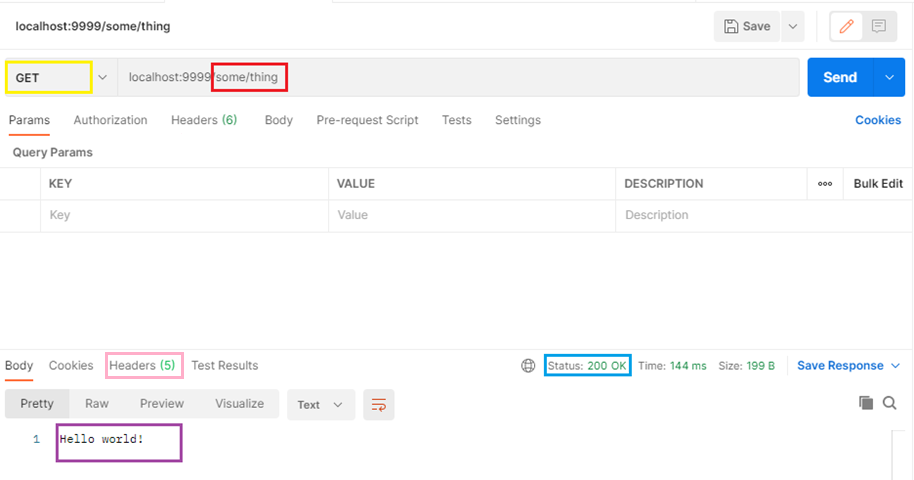 localhost:9999/some/thing Save
GET localhost:9999/some/thing Send
Params Authorization Headers (6) Body Pre-request Script Tests Settings Cookies
Query Params
KEY VALUE DESCRIPTION Bulk Edit
Key Value Description
Body Cookies Headers (5) Test Results Status: 200 OK Time: 144 ms Size: 199 B Save Response
Pretty Raw Preview Visualize Text
1 Hello world!